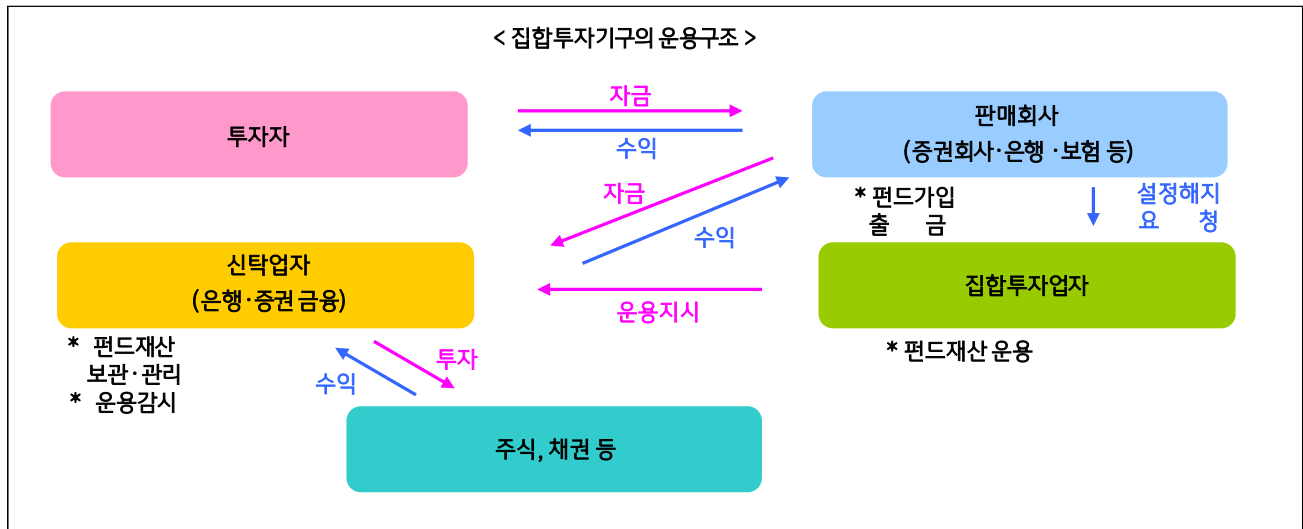 < 집합투자기구의 운용구조 >
투자자
자금
수익
판매회사
(증권회사·은행 ·보험 등)
자금
수익
* 펀드가입
출 금
설정해지
요 청
신탁업자
(은행·증권 금융)
운용지시
집합투자업자
* 펀드재산
보관·관리
* 운용감시
투자
수익
* 펀드재산 운용
주식, 채권 등